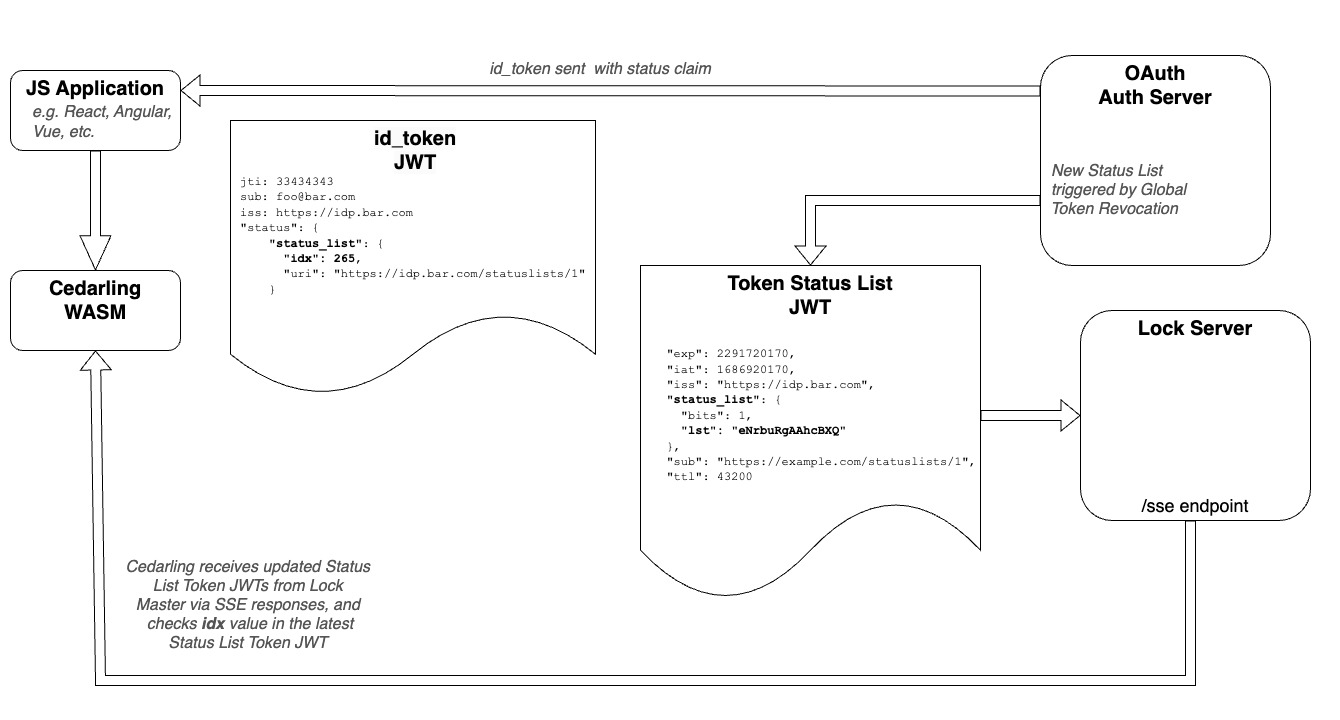 id_token sent with status claim
JS Application
e.g. React, Angular,
Vue, etc.
OAuth
Auth Server
New Status List
triggered by Global
Token Revocation
id_token
JWT
jti: 33434343
sub: foo@bar.com
iss: https://idp.bar.com
"status": {
"status_list": {
"idx": 265,
"uri": "https://idp.bar.com/statuslists/1"
}
Cedarling
WASM
Token Status List
JWT
"exp": 2291720170,
"iat": 1686920170,
"iss": "https://idp.bar.com",
"status_list": {
"bits": 1,
"lst": "eNrbuRgAAhcBXQ"
},
"sub": "https://example.com/statuslists/1",
"ttl": 43200
Lock Server
/sse endpoint
Cedarling receives updated Status
List Token JWTs from Lock
Master via SSE responses, and
checks idx value in the latest
Status List Token JWT